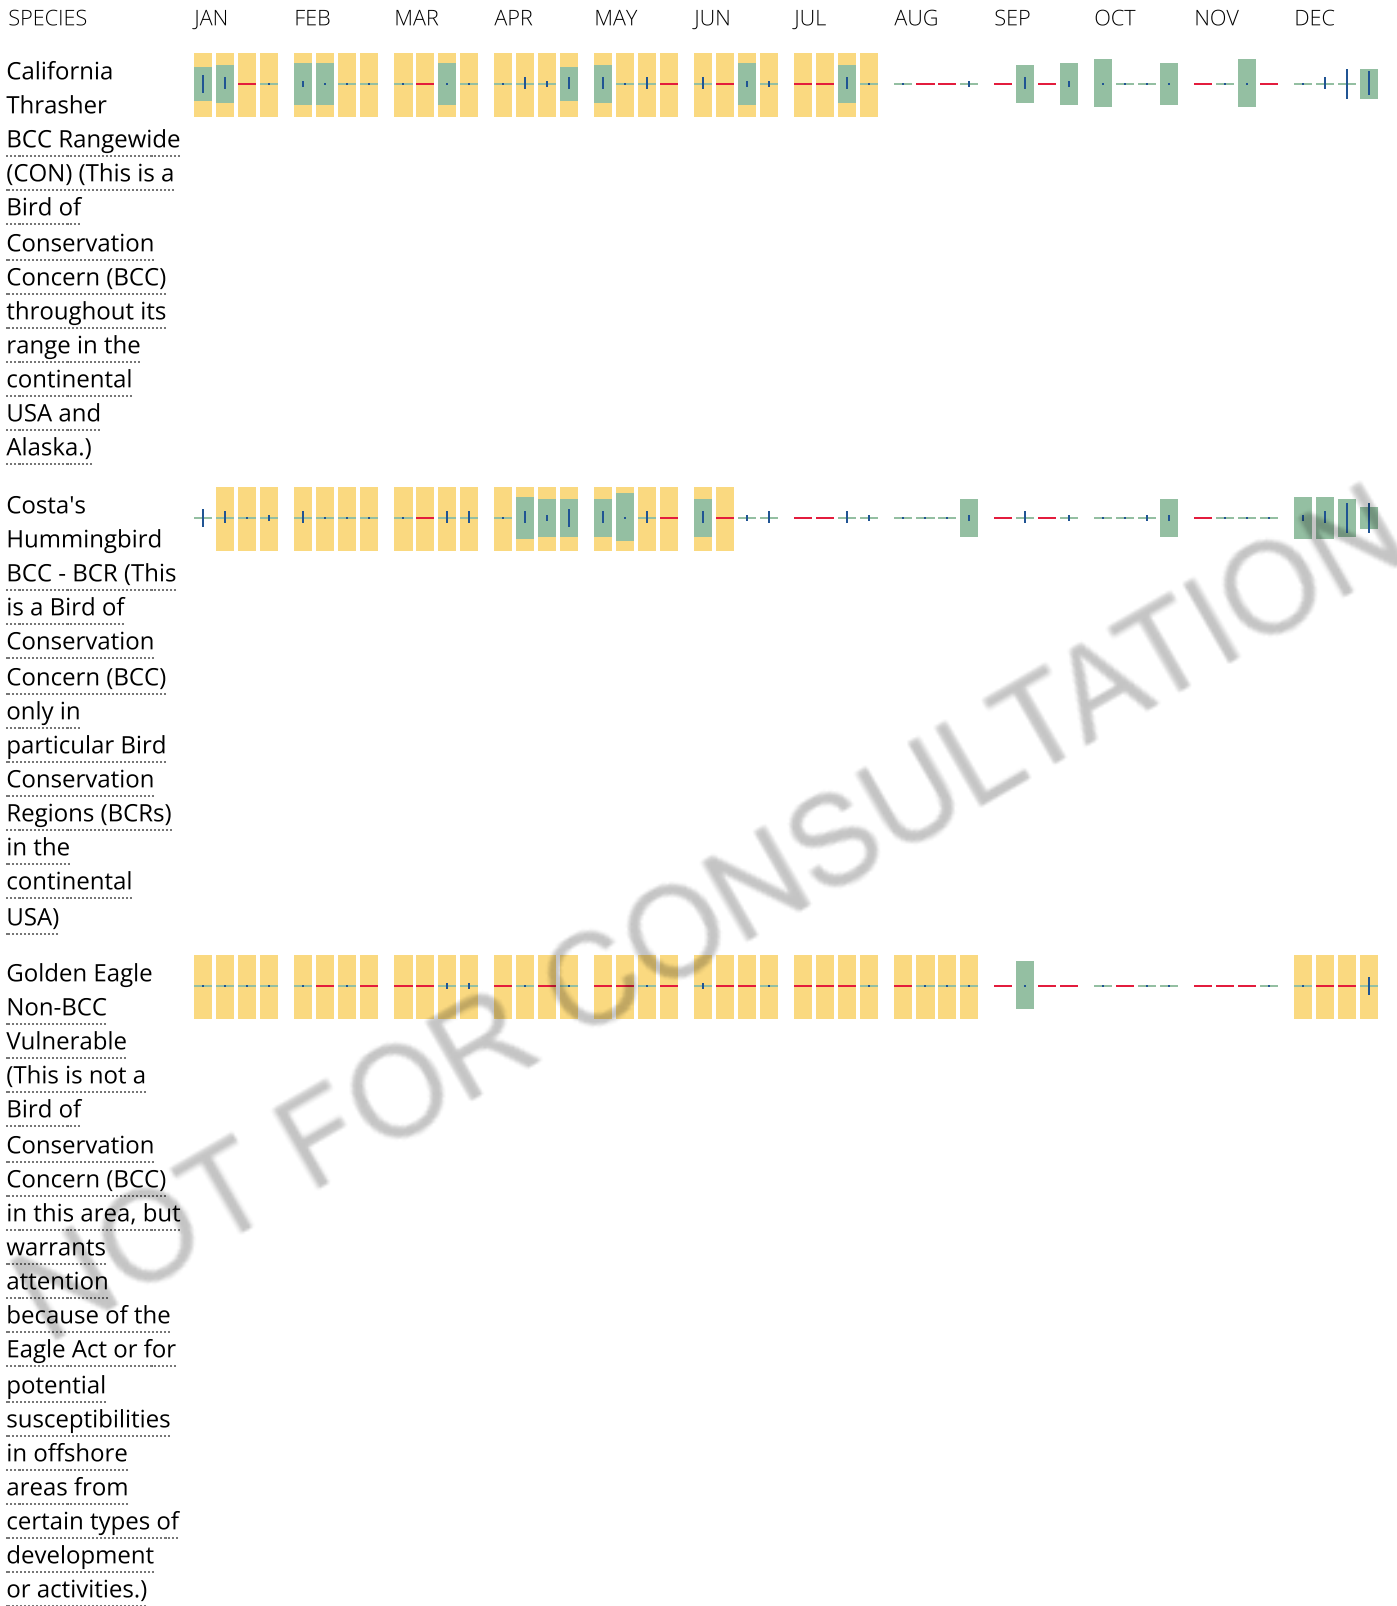 SPECIES JAN FEB MAR APR MAY JUN JUL AUG SEP OCT NOV DEC
California
Thrasher
BCC Rangewide
(CON) (This is a
Bird of
Conservation
Concern (BCC)
throughout its
range in the
continental
USA and
Alaska.)
Costa's
Hummingbird
BCC - BCR (This
is a Bird of
Conservation
Concern (BCC)
only in
particular Bird
Conservation
Regions (BCRs)
in the
continental
USA)
Golden Eagle
Non-BCC
Vulnerable
(This is not a
Bird of
Conservation
Concern (BCC)
in this area, but
warrants
attention
because of the
Eagle Act or for
potential
susceptibilities
in offshore
areas from
certain types of
development
or activities.)
NOT FOR CONSULTATION